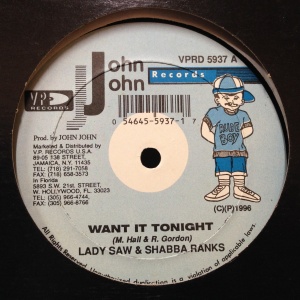 John
John
Records
VPRD 5937 A
VP
RECORDS
Prod. by JOHN JOHN
Marketed & Distributed by
V.P. RECORDS U.S.A.
89-05 138 STREET,
JAMAICA, N.Y. 11435
TEL: (718) 291-7058
FAX: (718) 658-3573
In Florida
5893 S.W. 21st. STREET,
W. HOLLYWOOD, FL. 33023
TEL: (305) 966-4744,
FAX: (305) 966-8766
0 54645-5937-1 7
RUDE
BOY
(C)(P)1996
WANT IT TONIGHT
(M. Hall & R. Gordon)
LADY SAW & SHABBA RANKS
All Rights Reserved. Unauthorized duplication is a violation of